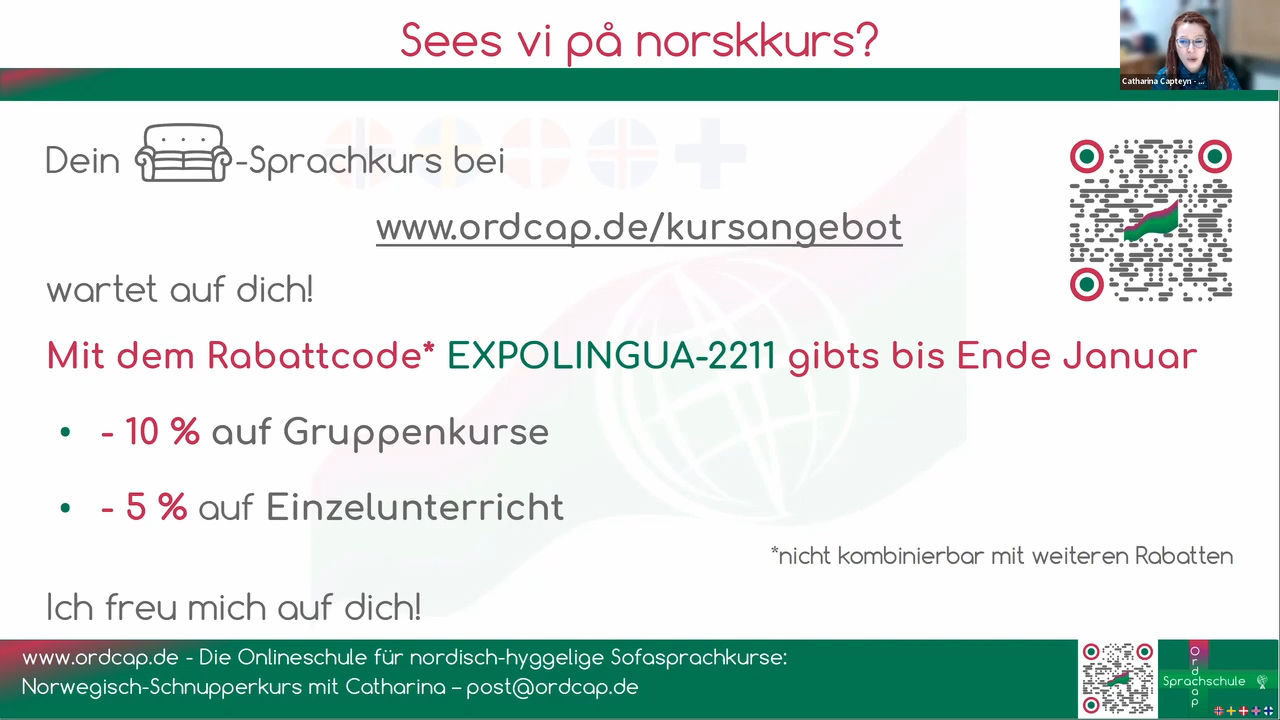 Sees vi på norskkurs?
Catharina Capteyn - ...
Dein -Sprachkurs bei
www.ordcap.de/kursangebot
wartet auf dich!
Mit dem Rabattcode* EXPOLINGUA-2211 gibts bis Ende Januar
• - 10 % auf Gruppenkurse
• - 5 % auf Einzelunterricht
*nicht kombinierbar mit weiteren Rabatten
Ich freu mich auf dich!
www.ordcap.de - Die Onlineschule für nordisch-hyggelige Sofasprachkurse:
Norwegisch-Schnupperkurs mit Catharina – post@ordcap.de
Ordcap
Sprachschule